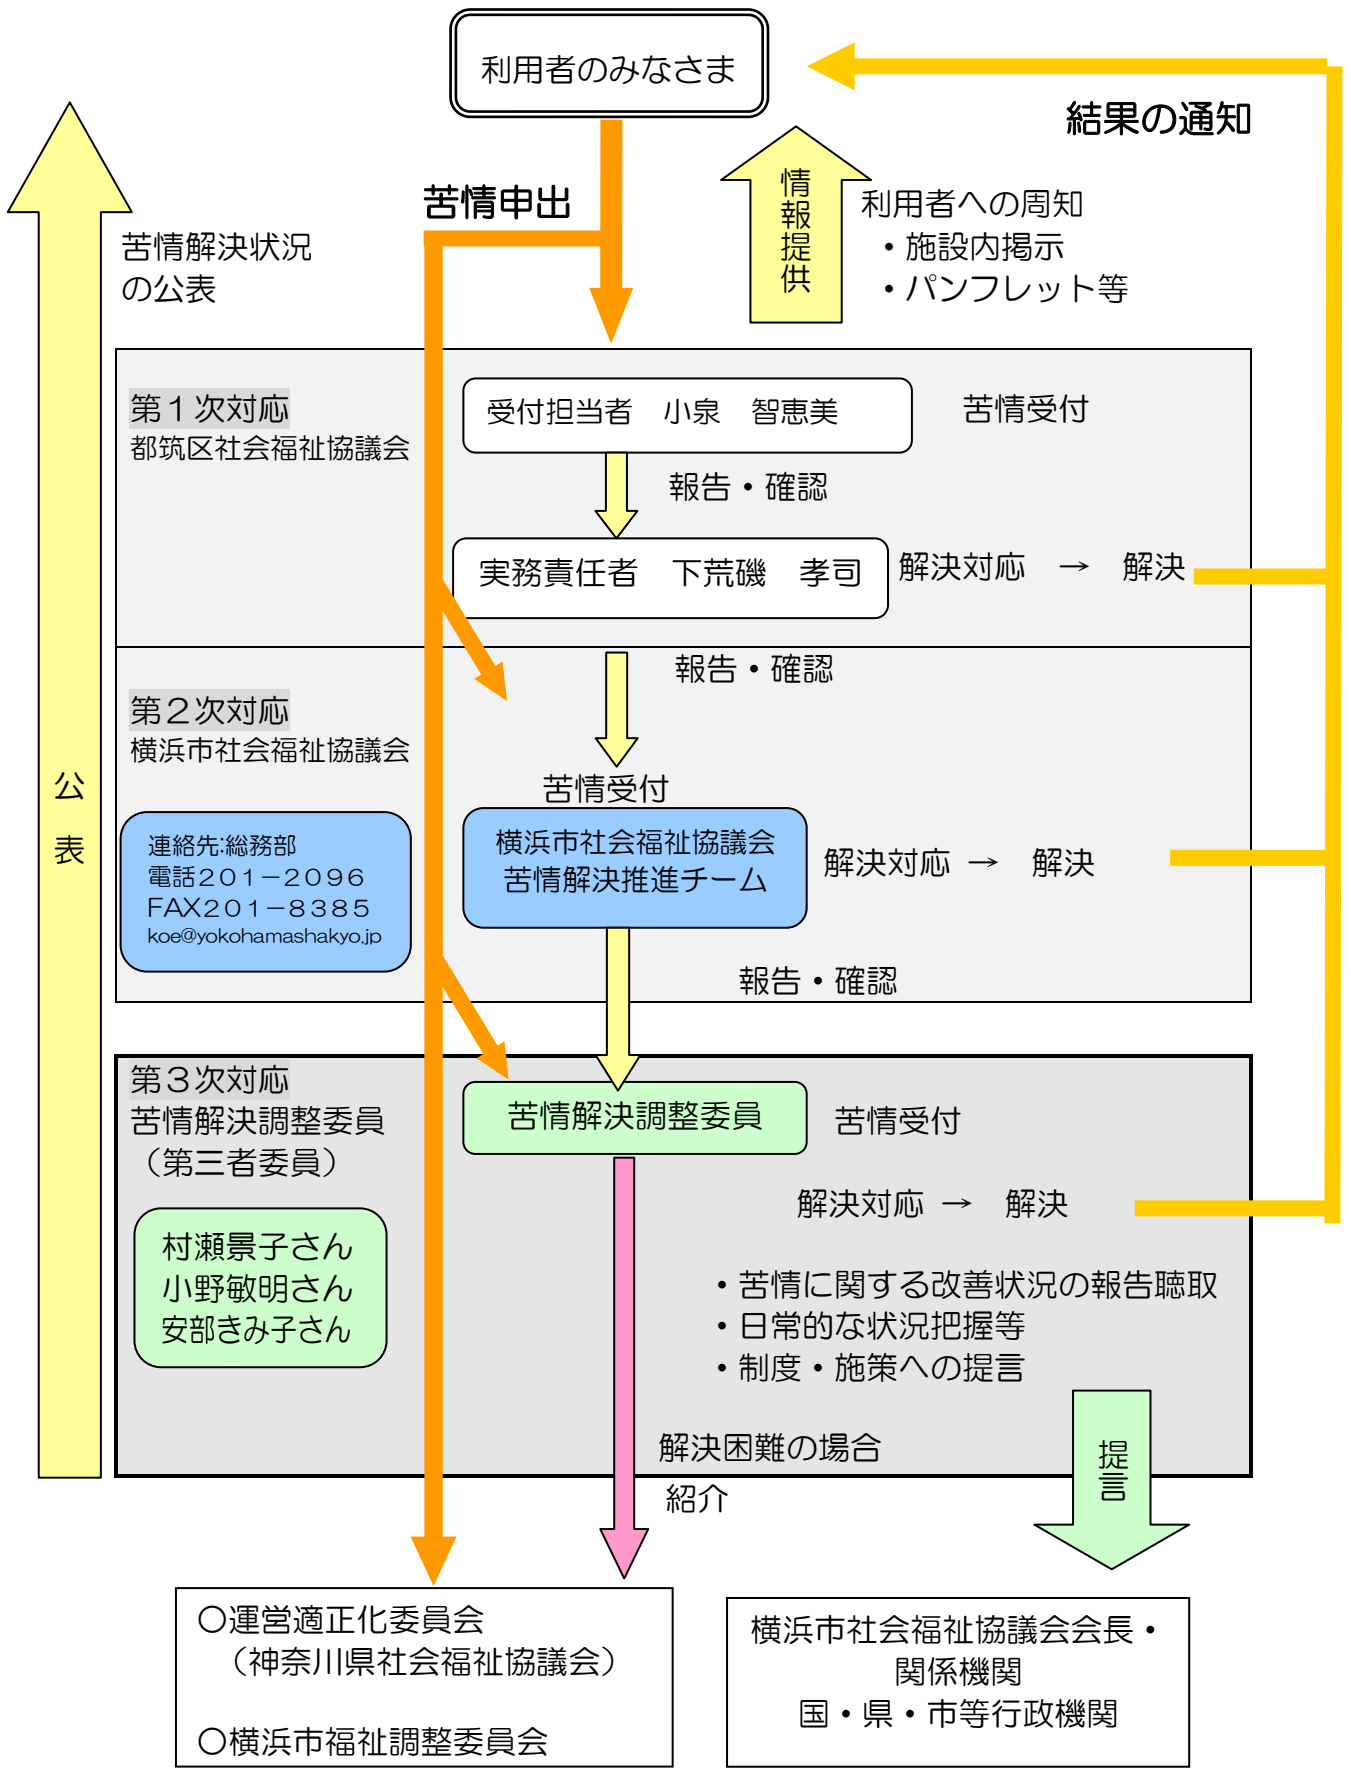 利用者のみなさま
結果の通知
苦情申出
情報提供
利用者への周知
・施設内掲示
・パンフレット等
苦情解決状況
の公表
公表
第1次対応
都筑区社会福祉協議会
受付担当者　小泉　智恵美
苦情受付
報告・確認
実務責任者　下荒磯　孝司
解決対応　→　解決
報告・確認
第2次対応
横浜市社会福祉協議会
苦情受付
連絡先:総務部
電話201-2096
FAX201-8385
koe@yokohamashakyo.jp
横浜市社会福祉協議会
苦情解決推進チーム
解決対応　→　解決
報告・確認
第3次対応
苦情解決調整委員
（第三者委員）
苦情解決調整委員
苦情受付
村瀬景子さん
小野敏明さん
安部きみ子さん
解決対応　→　解決
・苦情に関する改善状況の報告聴取
・日常的な状況把握等
・制度・施策への提言
解決困難の場合
紹介
提言
〇運営適正化委員会
（神奈川県社会福祉協議会）
〇横浜市福祉調整委員会
横浜市社会福祉協議会会長・
関係機関
国・県・市等行政機関